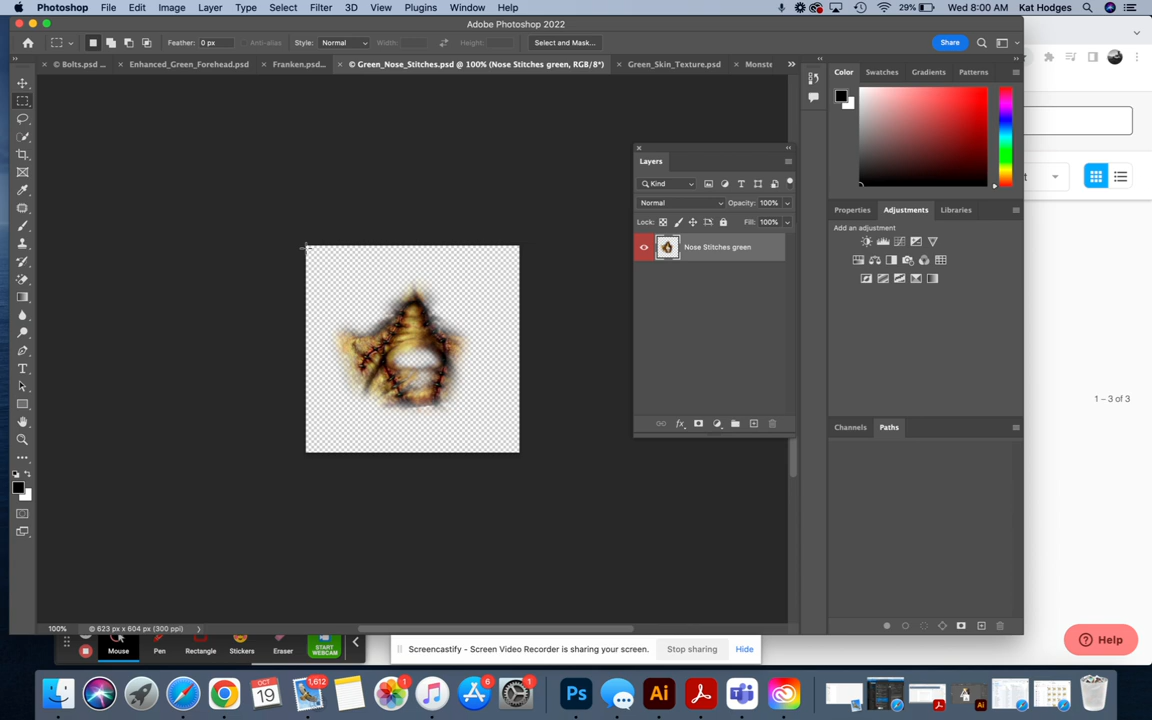 Photoshop File Edit Image Layer Type Select Filter 3D View Plugins Window Help 29% Wed 8:00 AM Kat Hodges
Adobe Photoshop 2022
Feather: 0 px Anti-alias Style: Normal Width: Height: Select and Mask... Share
© Bolts.psd ... Enhanced_Green_Forehead.psd Franken.psd... © Green_Nose_Stitches.psd @ 100% (Nose Stitches green, RGB/8*) Green_Skin_Texture.psd Monste
Color Swatches Gradients Patterns
Layers
Kind
Normal Opacity: 100%
Lock: Fill: 100%
Nose Stitches green
Properties Adjustments Libraries
Add an adjustment
Channels Paths
1 – 3 of 3
100% © 623 px x 604 px (300 ppi)
Mouse Pen Rectangle Stickers Eraser START WEBCAM
Screencastify - Screen Video Recorder is sharing your screen. Stop sharing Hide
Help
OCT 19 1,612 1 6 1 Ps Ai